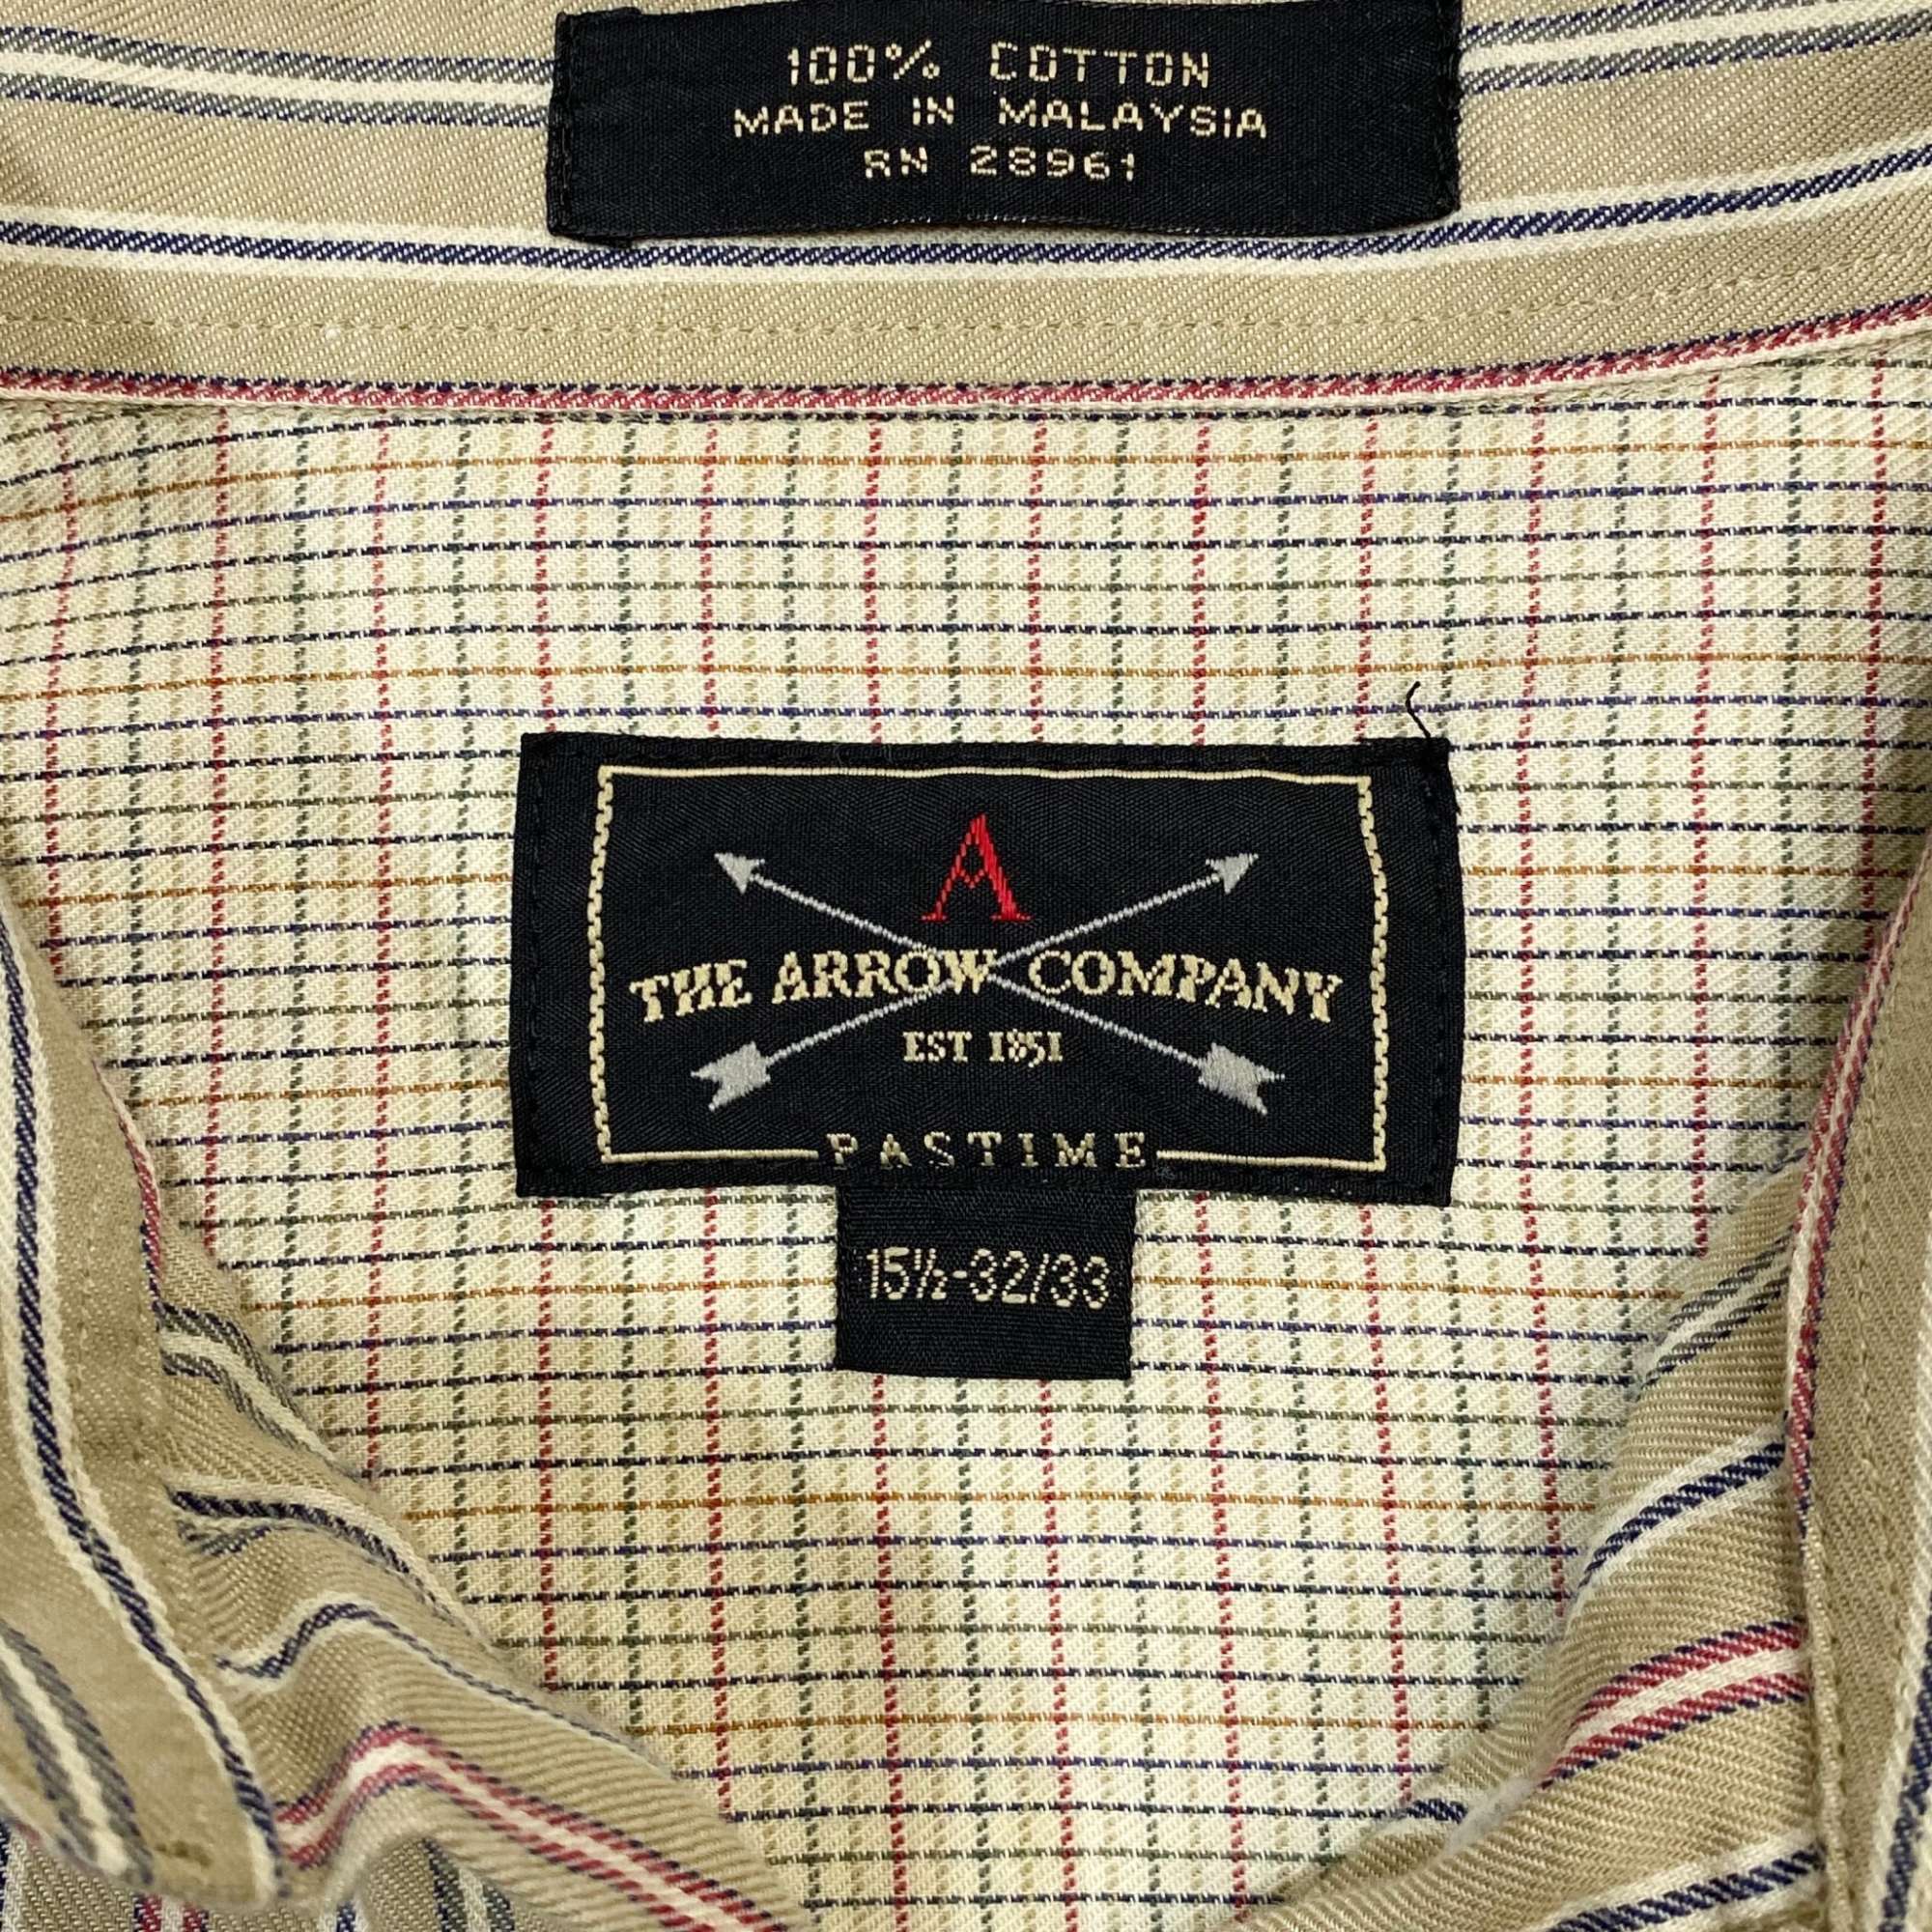 100% COTTON
MADE IN MALAYSIA
RN 28961
A
THE ARROW COMPANY
EST 1851
PASTIME
15½-32/33